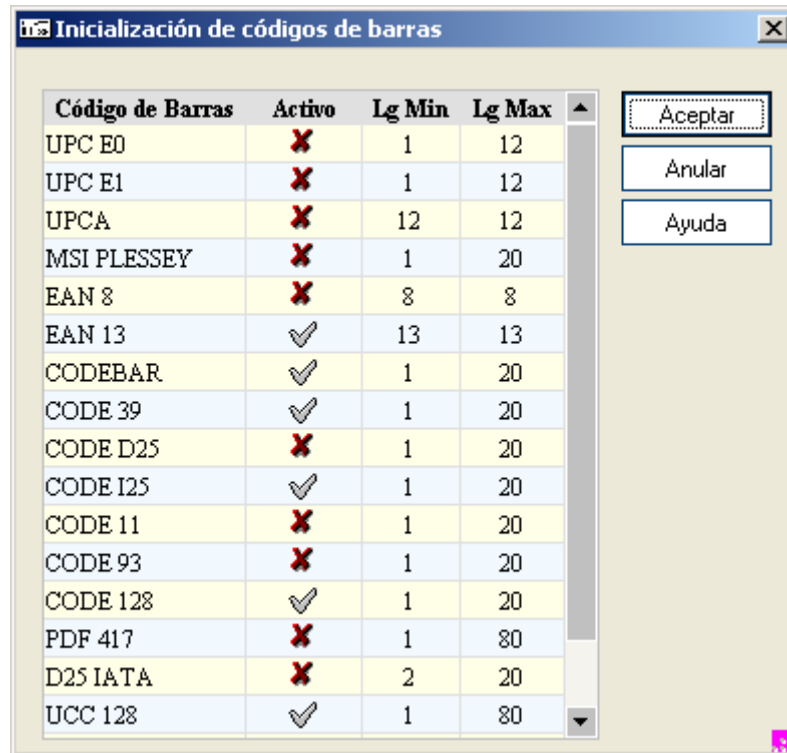 Inicialización de códigos de barras
Código de Barras Activo Lg Min Lg Max
UPC E0 1 12
UPC E1 1 12
UPCA 12 12
MSI PLESSEY 1 20
EAN 8 8 8
EAN 13 13 13
CODEBAR 1 20
CODE 39 1 20
CODE D25 1 20
CODE I25 1 20
CODE 11 1 20
CODE 93 1 20
CODE 128 1 20
PDF 417 1 80
D25 IATA 2 20
UCC 128 1 80
Aceptar
Anular
Ayuda